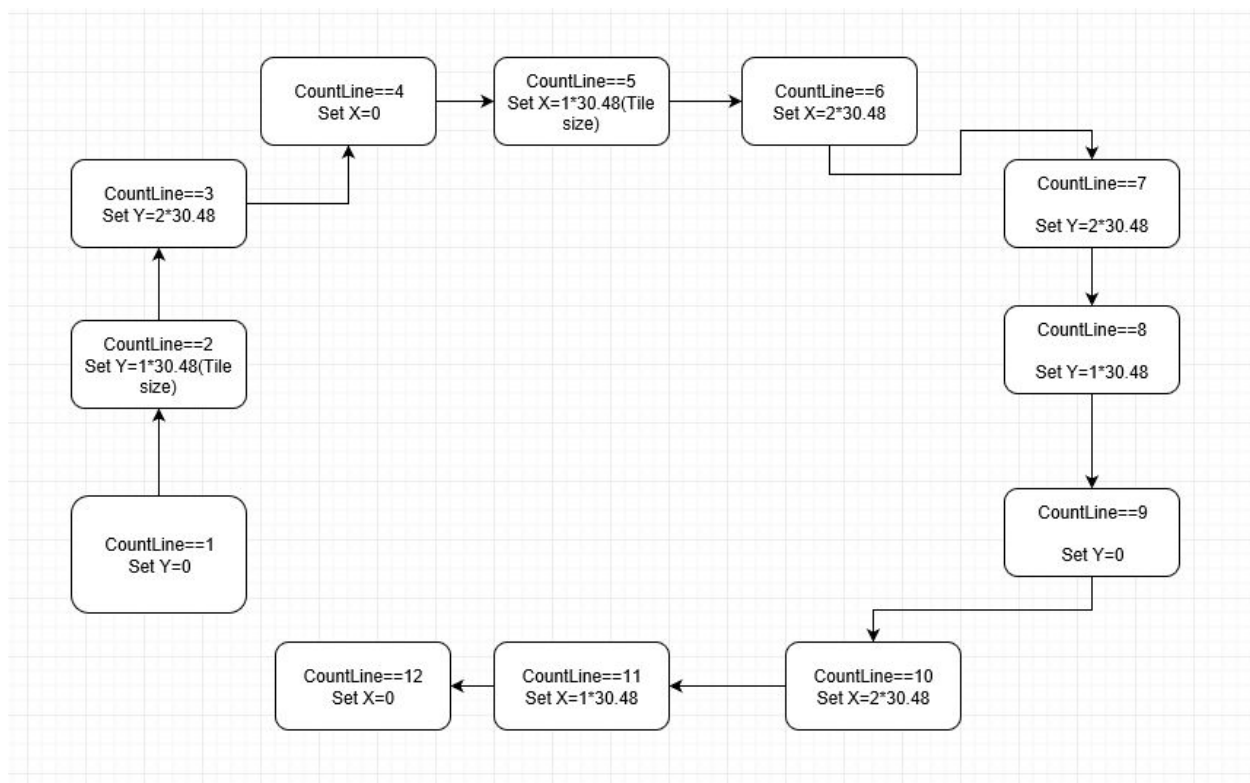 CountLine==4
Set X=0
CountLine==5
Set X=1*30.48(Tile
size)
CountLine==6
Set X=2*30.48
CountLine==3
Set Y=2*30.48
CountLine==7
Set Y=2*30.48
CountLine==2
Set Y=1*30.48(Tile
size)
CountLine==8
Set Y=1*30.48
CountLine==1
Set Y=0
CountLine==9
Set Y=0
CountLine==12
Set X=0
CountLine==11
Set X=1*30.48
CountLine==10
Set X=2*30.48